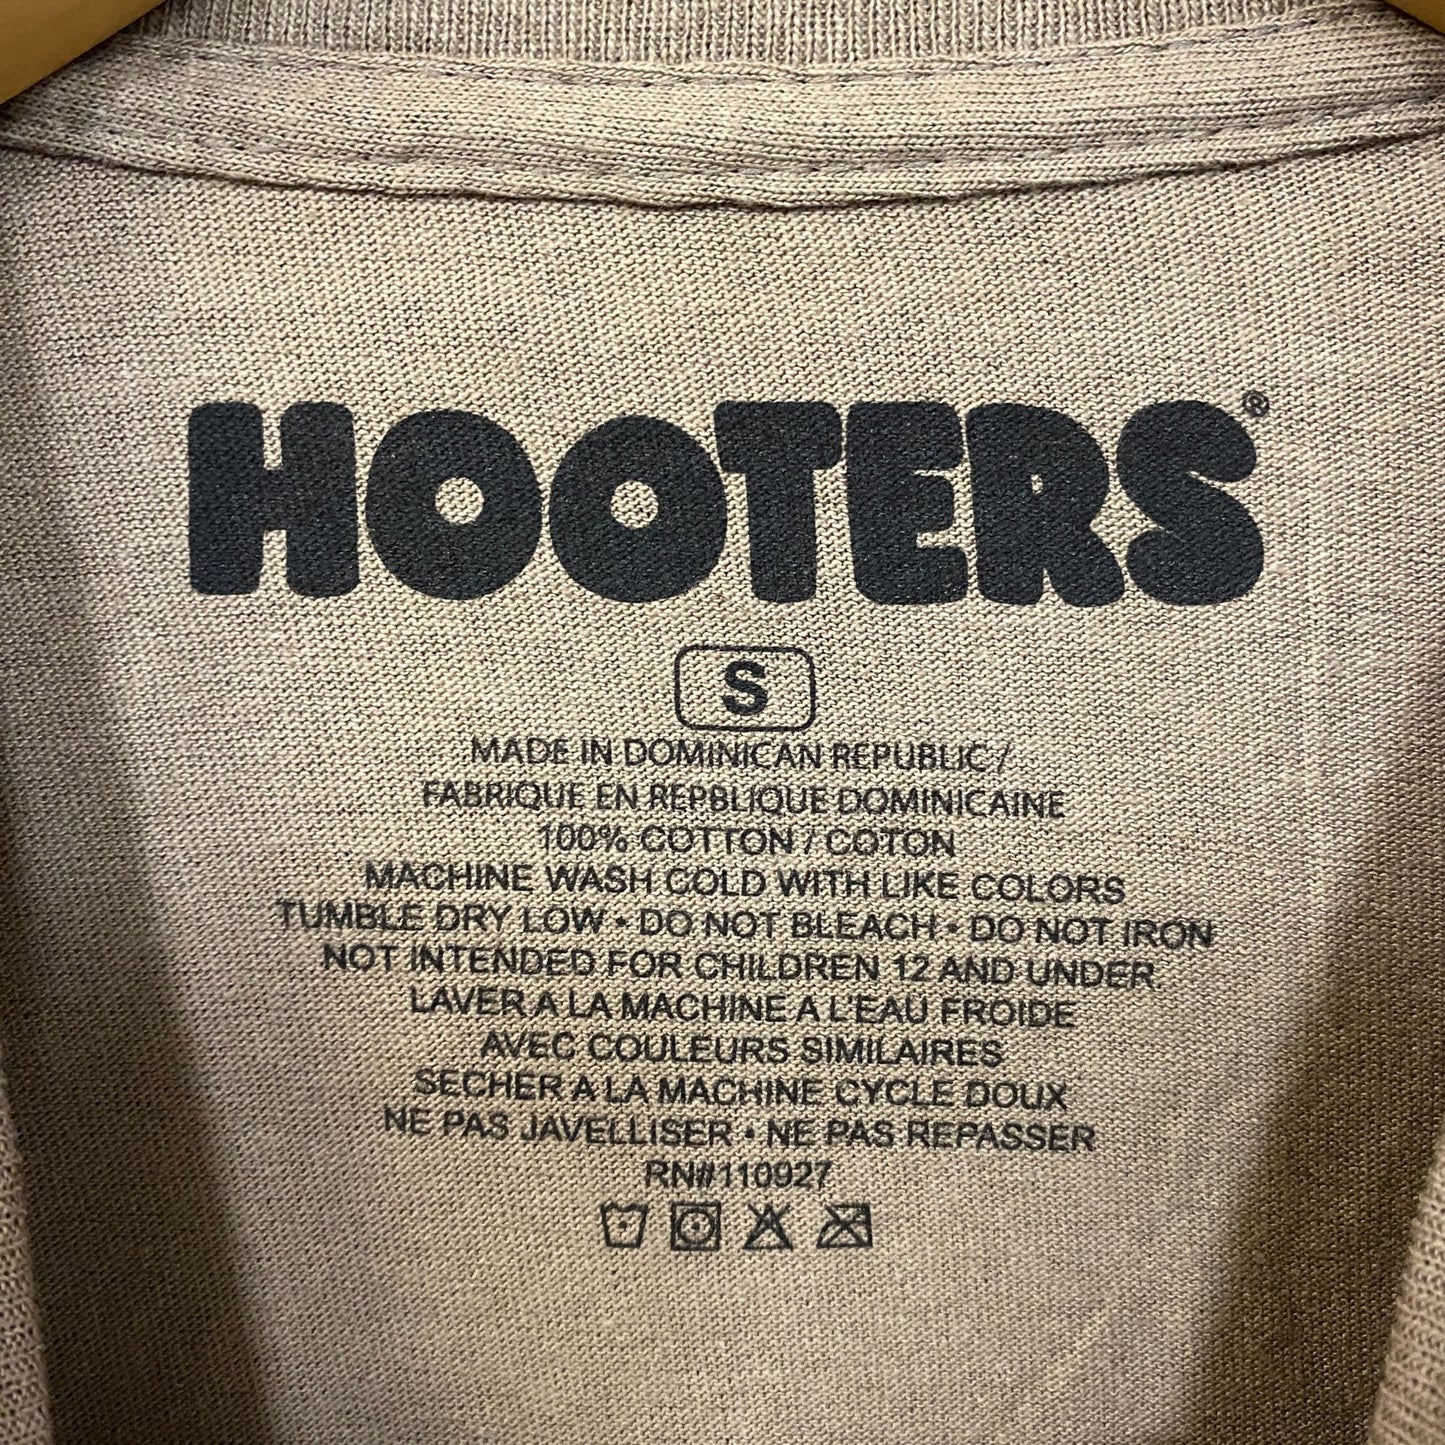 HOOTERS®
S
MADE IN DOMINICAN REPUBLIC /
FABRIQUE EN REPBLIQUE DOMINICAINE
100% COTTON / COTON
MACHINE WASH COLD WITH LIKE COLORS
TUMBLE DRY LOW • DO NOT BLEACH • DO NOT IRON
NOT INTENDED FOR CHILDREN 12 AND UNDER.
LAVER A LA MACHINE A L'EAU FROIDE
AVEC COULEURS SIMILAIRES
SECHER A LA MACHINE CYCLE DOUX
NE PAS JAVELLISER • NE PAS REPASSER
RN#110927